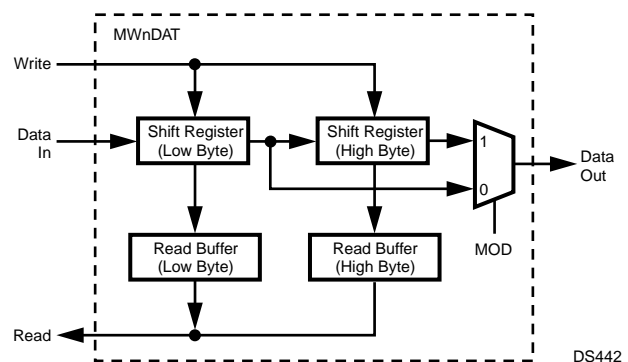 MWnDAT
Write
Data
In
Shift Register
(Low Byte)
Shift Register
(High Byte)
1
0
Data
Out
MOD
Read Buffer
(Low Byte)
Read Buffer
(High Byte)
Read
DS442